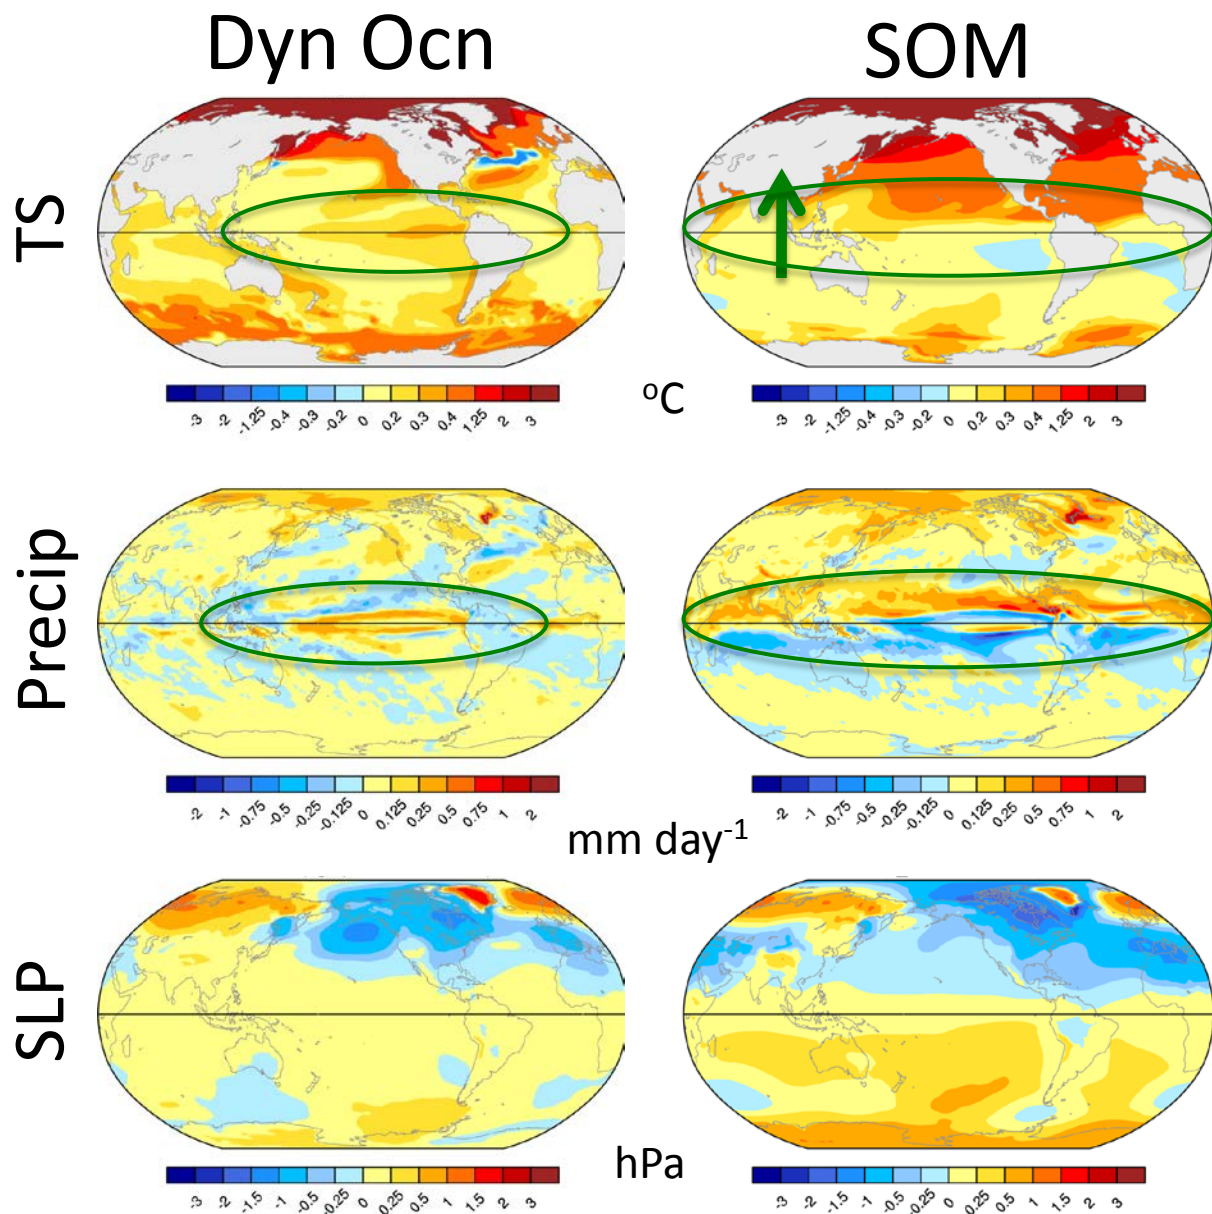 Dyn Ocn
SOM
TS
-3 -2 -1.25 -0.4 -0.3 -0.2 0 0.2 0.3 0.4 1.25 2 3
ºC
-3 -2 -1.25 -0.4 -0.3 -0.2 0 0.2 0.3 0.4 1.25 2 3
Precip
-2 -1 -0.75 -0.5 -0.25 -0.125 0 0.125 0.25 0.5 0.75 1 2
-2 -1 -0.75 -0.5 -0.25 -0.125 0 0.125 0.25 0.5 0.75 1 2
mm day⁻¹
SLP
-3 -2 -1.5 -1 -0.5 -0.25 0 0.25 0.5 1 1.5 2 3
hPa
-3 -2 -1.5 -1 -0.5 -0.25 0 0.25 0.5 1 1.5 2 3